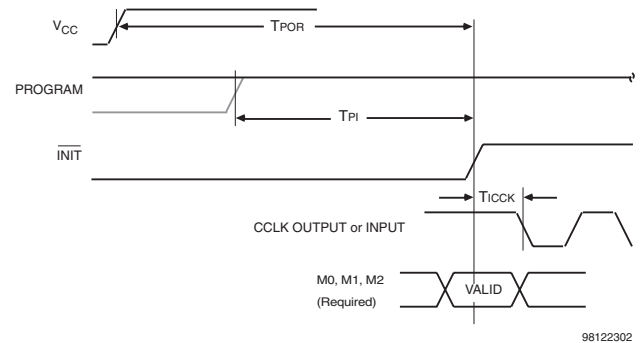 VCC
TPOR
PROGRAM
TPI
INIT
TICCK
CCLK OUTPUT or INPUT
M0, M1, M2
(Required)
VALID
98122302